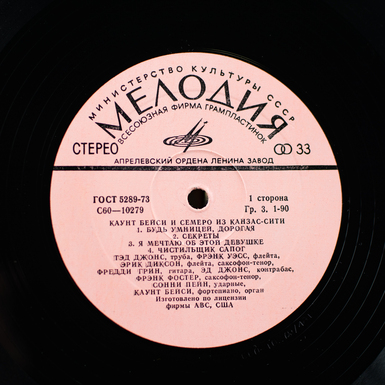 МИНИСТЕРСТВО КУЛЬТУРЫ СССР
МЕЛОДИЯ
ВСЕСОЮЗНАЯ ФИРМА ГРАМПЛАСТИНОК
СТЕРЕО 33
АПРЕЛЕВСКИЙ ОРДЕНА ЛЕНИНА ЗАВОД
ГОСТ 5289-73 1 сторона
С60—10279 Гр. 3. 1-90
КАУНТ БЕЙСИ И СЕМЕРО ИЗ КАНЗАС-СИТИ
1. БУДЬ УМНИЦЕЙ, ДОРОГАЯ
2. СЕКРЕТЫ
3. Я МЕЧТАЮ ОБ ЭТОЙ ДЕВУШКЕ
4. ЧИСТИЛЬЩИК САПОГ
ТЭД ДЖОНС, труба, ФРЭНК УЭСС, флейта,
ЭРИК ДИКСОН, флейта, саксофон-тенор,
ФРЕДДИ ГРИН, гитара, ЭД ДЖОНС, контрабас,
ФРЭНК ФОСТЕР, саксофон-тенор,
СОННИ ПЕЙН, ударные,
КАУНТ БЕЙСИ, фортепиано, орган
Изготовлено по лицензии
фирмы АВС, США